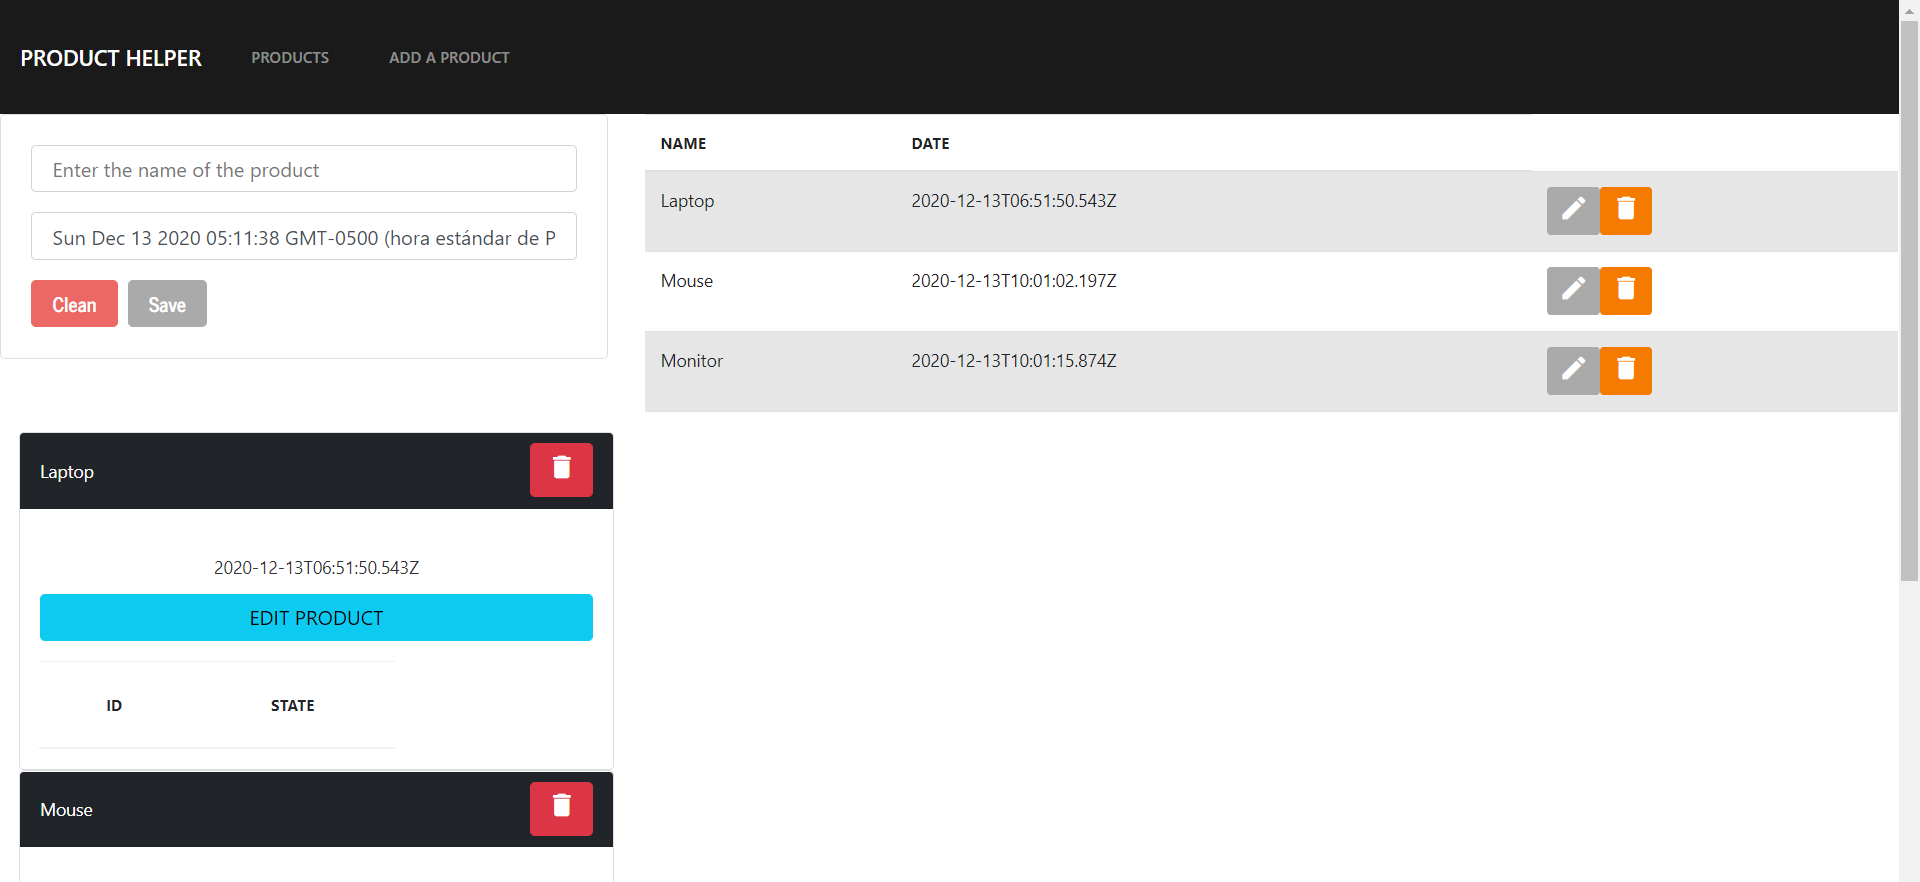 PRODUCT HELPER PRODUCTS ADD A PRODUCT
Enter the name of the product
Sun Dec 13 2020 05:11:38 GMT-0500 (hora estándar de P
Clean Save
NAME DATE
Laptop 2020-12-13T06:51:50.543Z
Mouse 2020-12-13T10:01:02.197Z
Monitor 2020-12-13T10:01:15.874Z
Laptop
2020-12-13T06:51:50.543Z
EDIT PRODUCT
ID STATE
Mouse